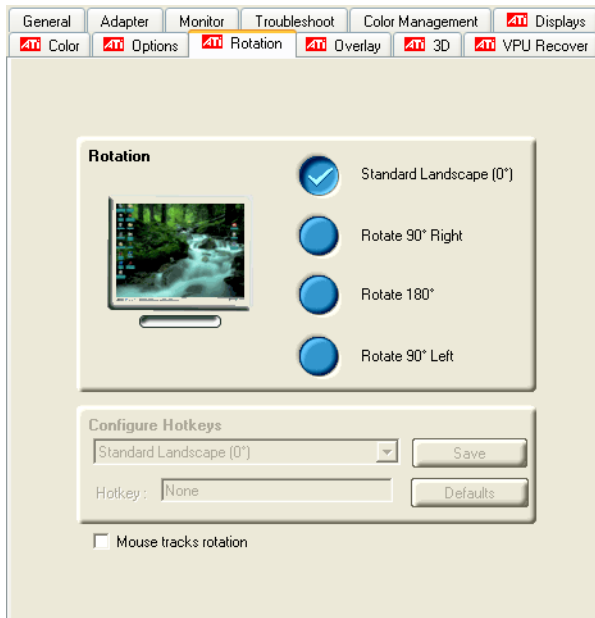 General Adapter Monitor Troubleshoot Color Management ATI Displays
ATI Color ATI Options ATI Rotation ATI Overlay ATI 3D ATI VPU Recover
Rotation
Standard Landscape (0°)
Rotate 90° Right
Rotate 180°
Rotate 90° Left
Configure Hotkeys
Standard Landscape (0°) Save
Hotkey : None Defaults
Mouse tracks rotation